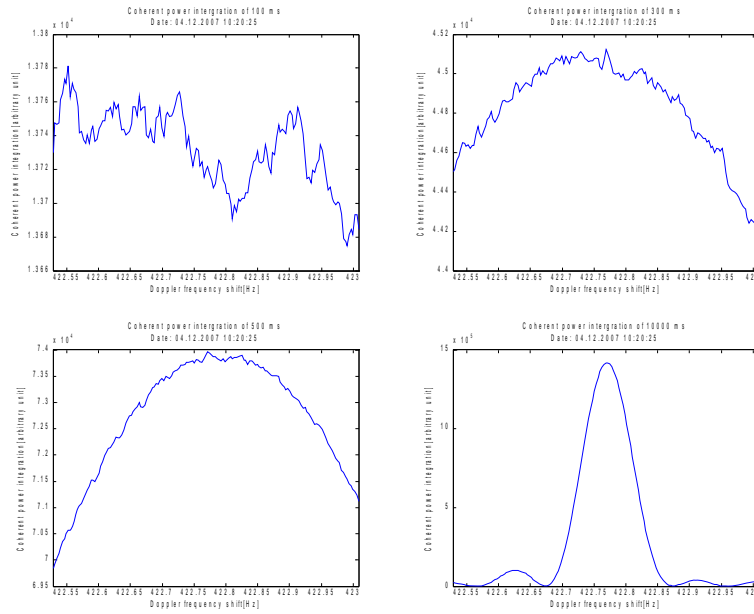 Coherent power intergration of 100 ms
Date: 04.12.2007 10:20:25
x 10^4
1.38
1.378
1.376
1.374
1.372
1.37
1.368
1.366
Coherent power integration[arbitrary unit]
422.55 422.6 422.65 422.7 422.75 422.8 422.85 422.9 422.95 423
Doppler frequency shift[Hz]
Coherent power intergration of 300 ms
Date: 04.12.2007 10:20:25
x 10^4
4.52
4.5
4.48
4.46
4.44
4.42
4.4
Coherent power integration[arbitrary unit]
422.55 422.6 422.65 422.7 422.75 422.8 422.85 422.9 422.95
Doppler frequency shift[Hz]
Coherent power intergration of 500 ms
Date: 04.12.2007 10:20:25
x 10^4
7.4
7.35
7.3
7.25
7.2
7.15
7.1
7.05
7
6.95
Coherent power integration[arbitrary unit]
422.55 422.6 422.65 422.7 422.75 422.8 422.85 422.9 422.95 423
Doppler frequency shift[Hz]
Coherent power intergration of 10000 ms
Date: 04.12.2007 10:20:25
x 10^5
15
10
5
0
Coherent power integration[arbitrary unit]
422.55 422.6 422.65 422.7 422.75 422.8 422.85 422.9 422.95
Doppler frequency shift[Hz]